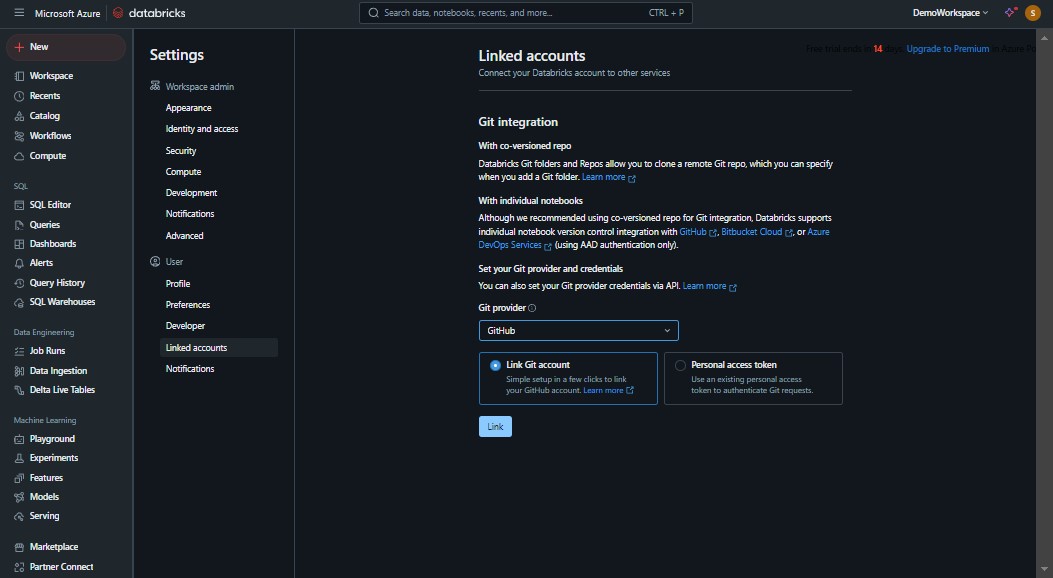 Microsoft Azure databricks
Search data, notebooks, recents, and more...
CTRL + P
DemoWorkspace
S
New
Workspace
Recents
Catalog
Workflows
Compute
SQL
SQL Editor
Queries
Dashboards
Alerts
Query History
SQL Warehouses
Data Engineering
Job Runs
Data Ingestion
Delta Live Tables
Machine Learning
Playground
Experiments
Features
Models
Serving
Marketplace
Partner Connect
Settings
Workspace admin
Appearance
Identity and access
Security
Compute
Development
Notifications
Advanced
User
Profile
Preferences
Developer
Linked accounts
Notifications
Free trial ends in 14 days. Upgrade to Premium in Azure Po
Linked accounts
Connect your Databricks account to other services
Git integration
With co-versioned repo
Databricks Git folders and Repos allow you to clone a remote Git repo, which you can specify
when you add a Git folder. Learn more
With individual notebooks
Although we recommended using co-versioned repo for Git integration, Databricks supports
individual notebook version control integration with GitHub, Bitbucket Cloud, or Azure
DevOps Services (using AAD authentication only).
Set your Git provider and credentials
You can also set your Git provider credentials via API. Learn more
Git provider
GitHub
Link Git account
Simple setup in a few clicks to link
your GitHub account. Learn more
Personal access token
Use an existing personal access
token to authenticate Git requests.
Link